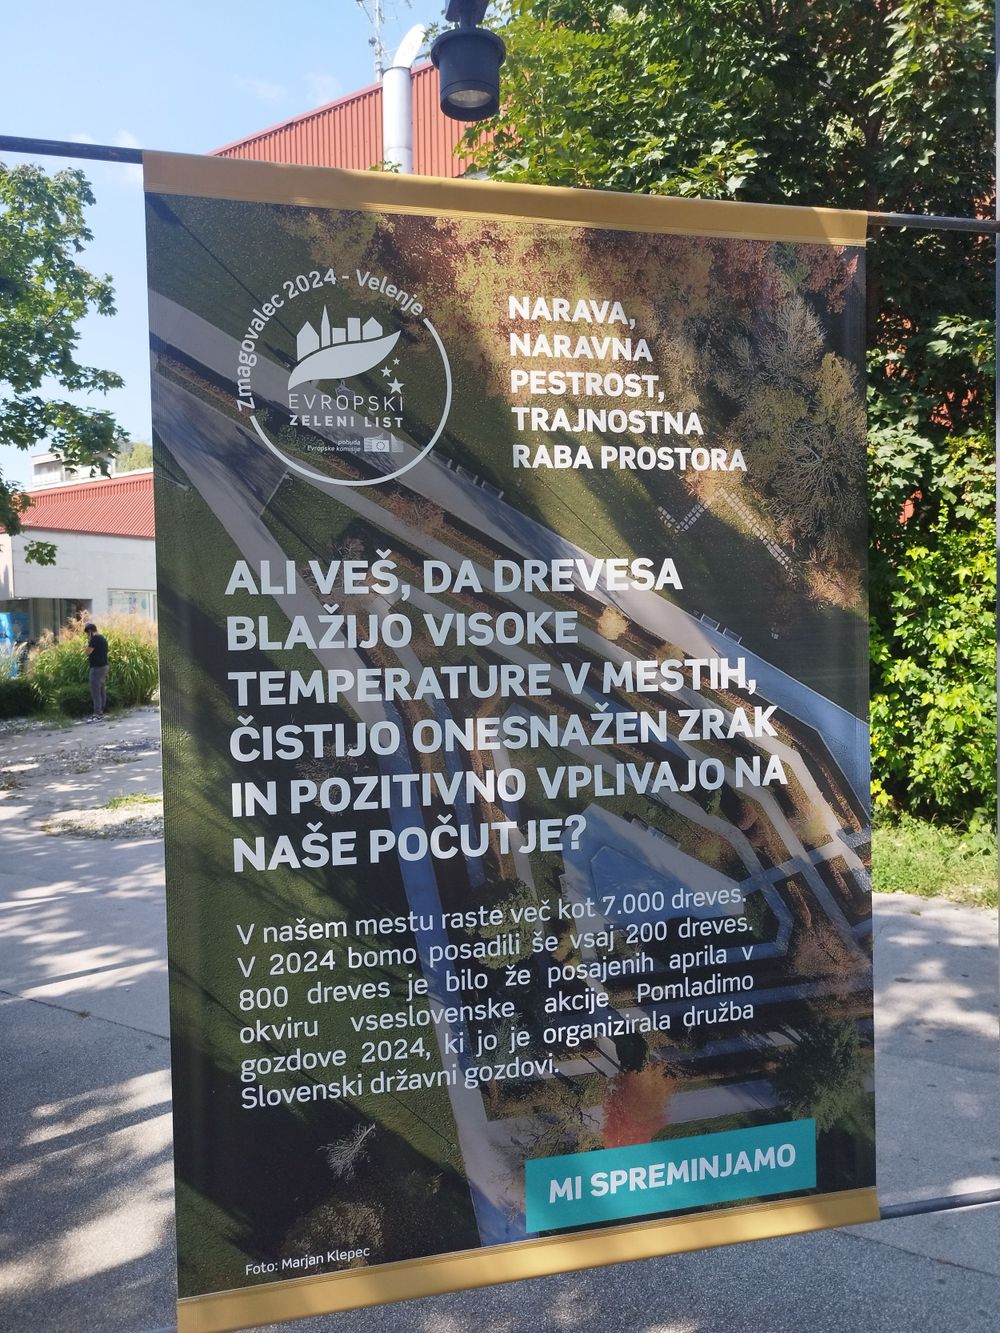 Zmagovalec 2024 - Velenje
EVROPSKI
ZELENI LIST
pobuda
Evropske komisije
NARAVA,
NARAVNA
PESTROST,
TRAJNOSTNA
RABA PROSTORA
ALI VEŠ, DA DREVESA
BLAŽIJO VISOKE
TEMPERATURE V MESTIH,
ČISTIJO ONESNAŽEN ZRAK
IN POZITIVNO VPLIVAJO NA
NAŠE POČUTJE?
V našem mestu raste več kot 7.000 dreves.
V 2024 bomo posadili še vsaj 200 dreves.
800 dreves je bilo že posajenih aprila v
okviru vseslovenske akcije Pomladimo
gozdove 2024, ki jo je organizirala družba
Slovenski državni gozdovi.
MI SPREMINJAMO
Foto: Marjan Klepec